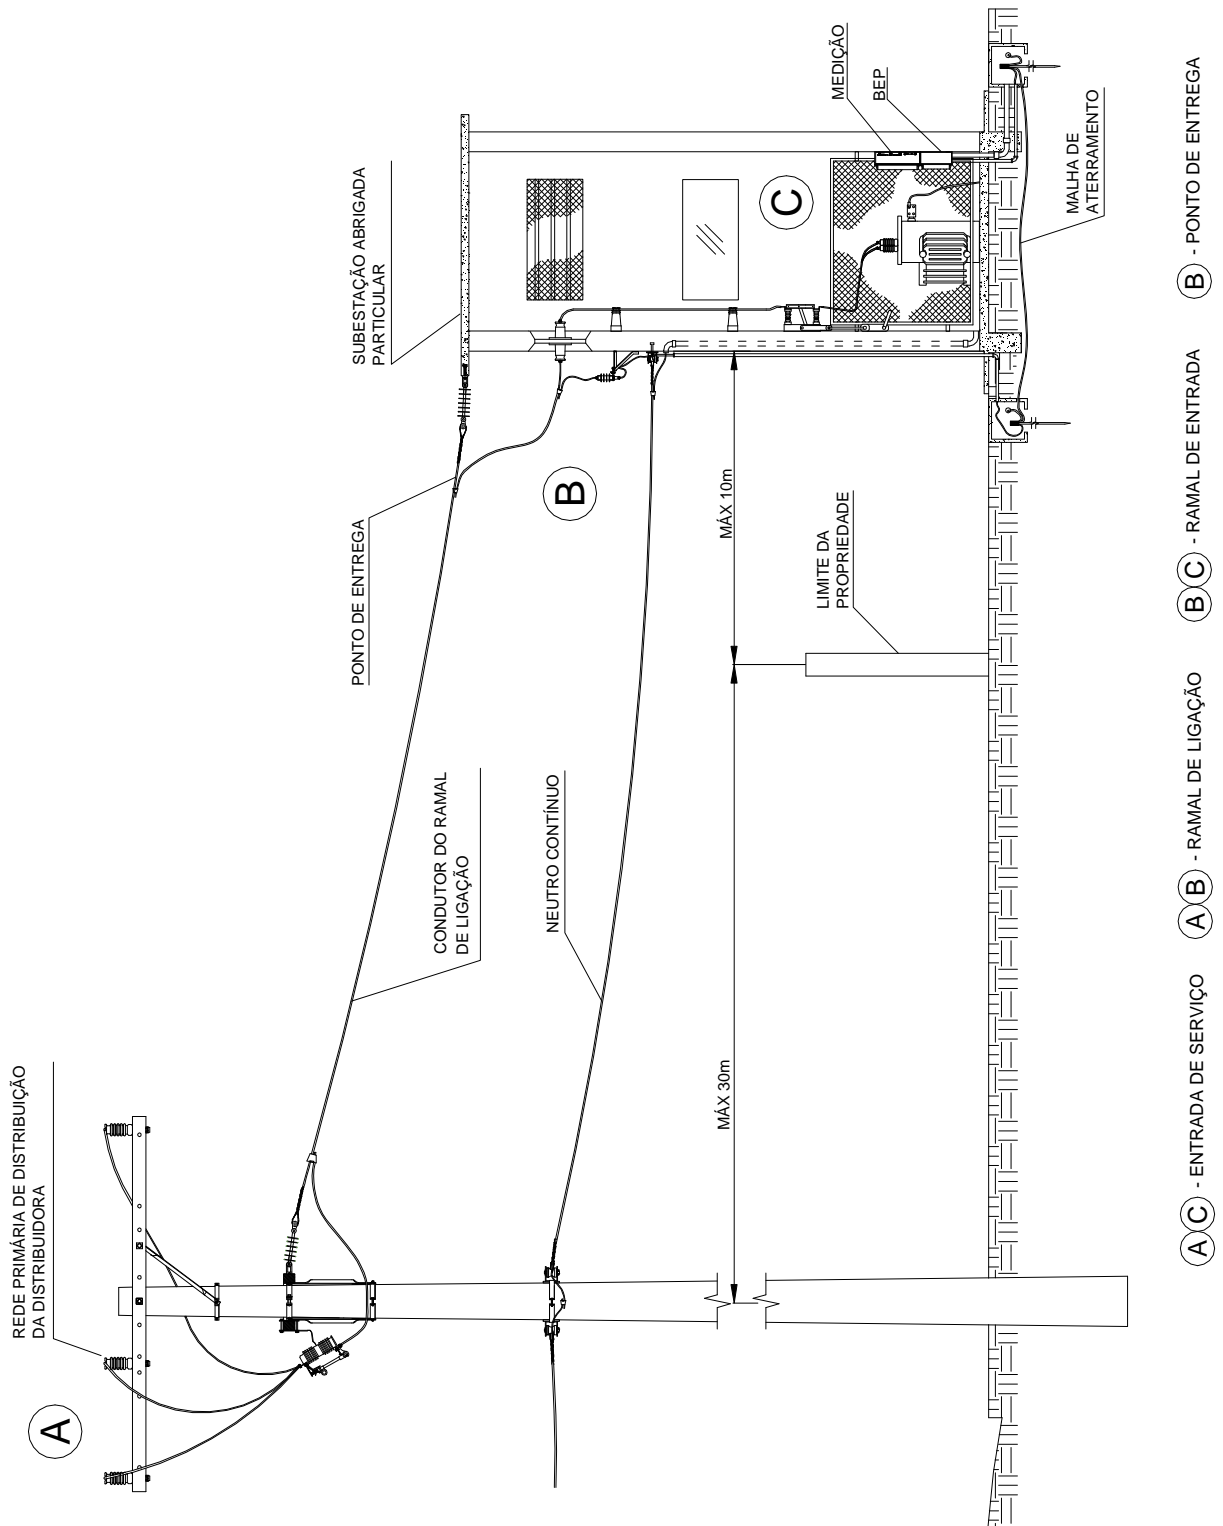 A
REDE PRIMÁRIA DE DISTRIBUIÇÃO
DA DISTRIBUIDORA
CONDUTOR DO RAMAL
DE LIGAÇÃO
NEUTRO CONTÍNUO
PONTO DE ENTREGA
B
SUBESTAÇÃO ABRIGADA
PARTICULAR
C
MEDIÇÃO
BEP
MÁX 30m
MÁX 10m
LIMITE DA
PROPRIEDADE
MALHA DE
ATERRAMENTO
A C - ENTRADA DE SERVIÇO
A B - RAMAL DE LIGAÇÃO
B C - RAMAL DE ENTRADA
B - PONTO DE ENTREGA